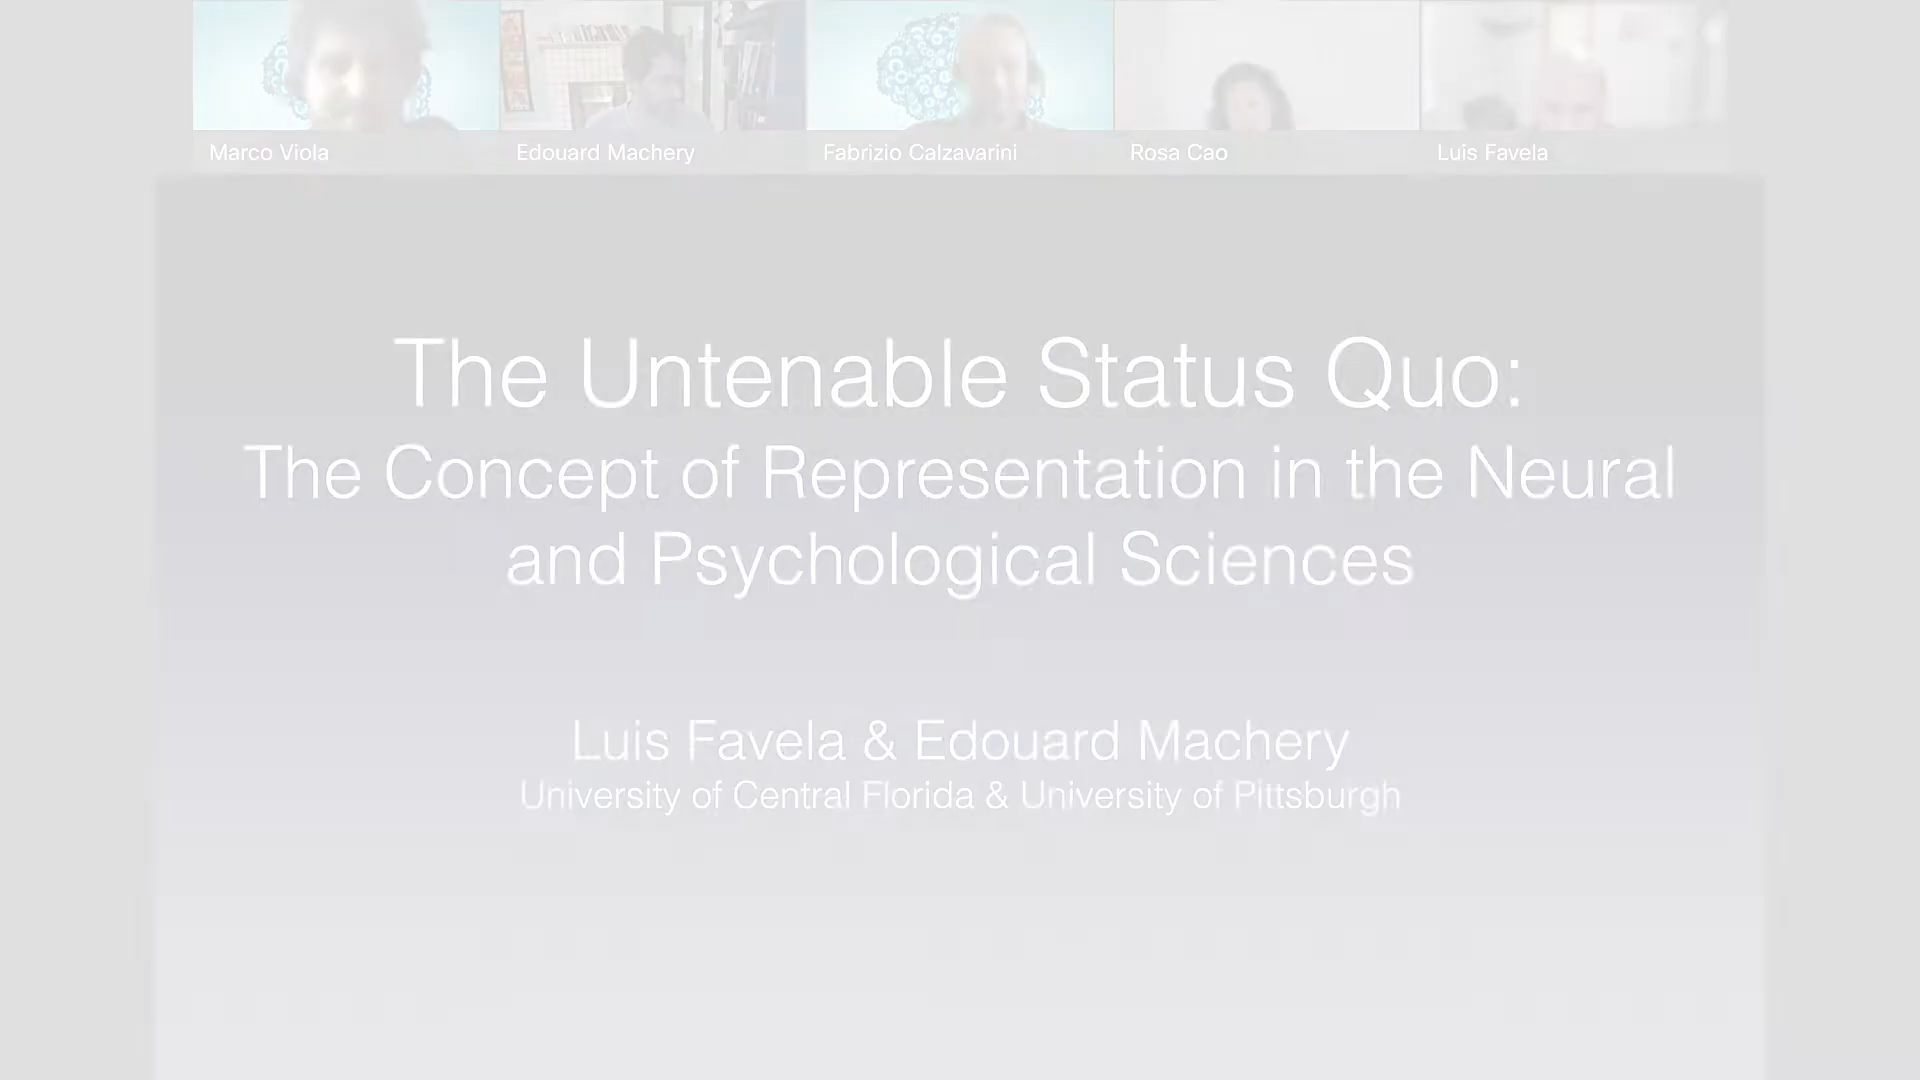 Marco Viola
Edouard Machery
Fabrizio Calzavarini
Rosa Cao
Luis Favela
The Untenable Status Quo:
The Concept of Representation in the Neural
and Psychological Sciences
Luis Favela & Edouard Machery
University of Central Florida & University of Pittsburgh